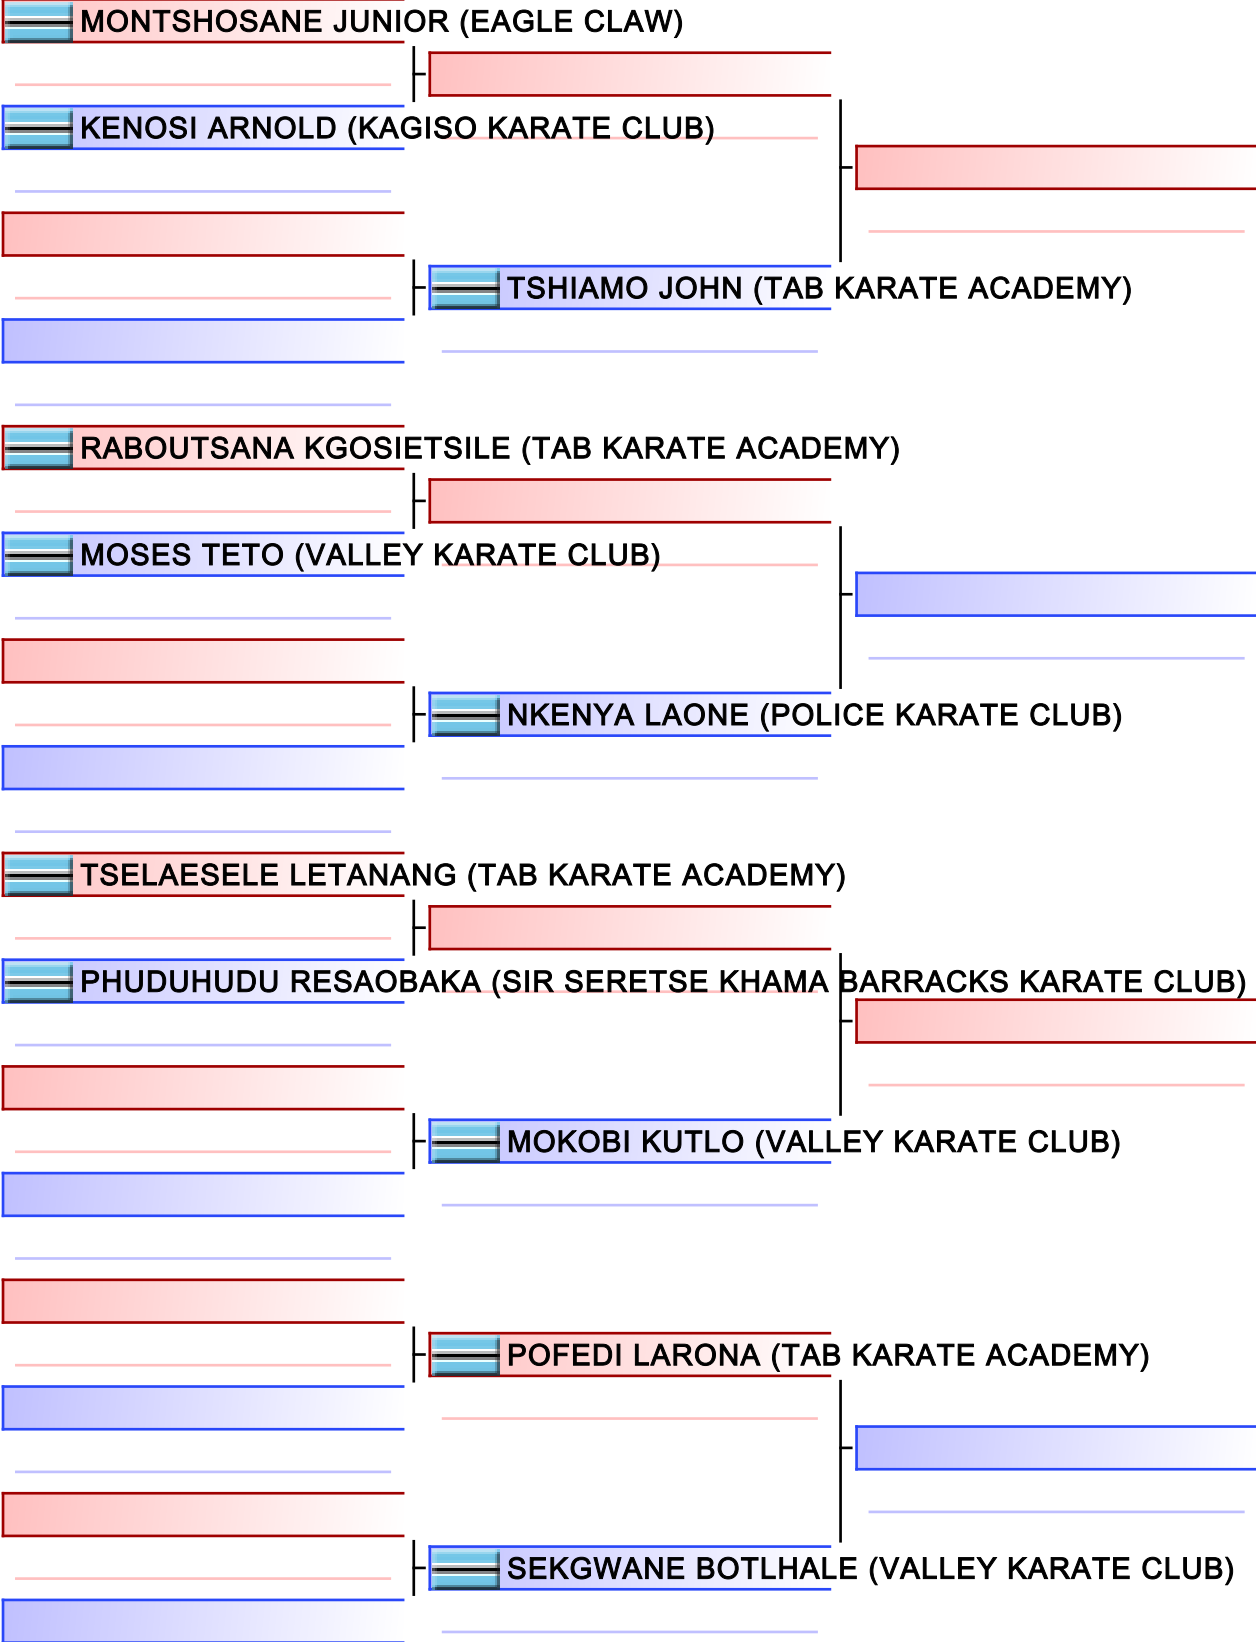 MONTSHOSANE JUNIOR (EAGLE CLAW)
KENOSI ARNOLD (KAGISO KARATE CLUB)
TSHIAMO JOHN (TAB KARATE ACADEMY)
RABOUTSANA KGOSIETSILE (TAB KARATE ACADEMY)
MOSES TETO (VALLEY KARATE CLUB)
NKENYA LAONE (POLICE KARATE CLUB)
TSELAESELE LETANANG (TAB KARATE ACADEMY)
PHUDUHUDU RESAOBAKA (SIR SERETSE KHAMA BARRACKS KARATE CLUB)
MOKOBI KUTLO (VALLEY KARATE CLUB)
POFEDI LARONA (TAB KARATE ACADEMY)
SEKGWANE BOTLHALE (VALLEY KARATE CLUB)